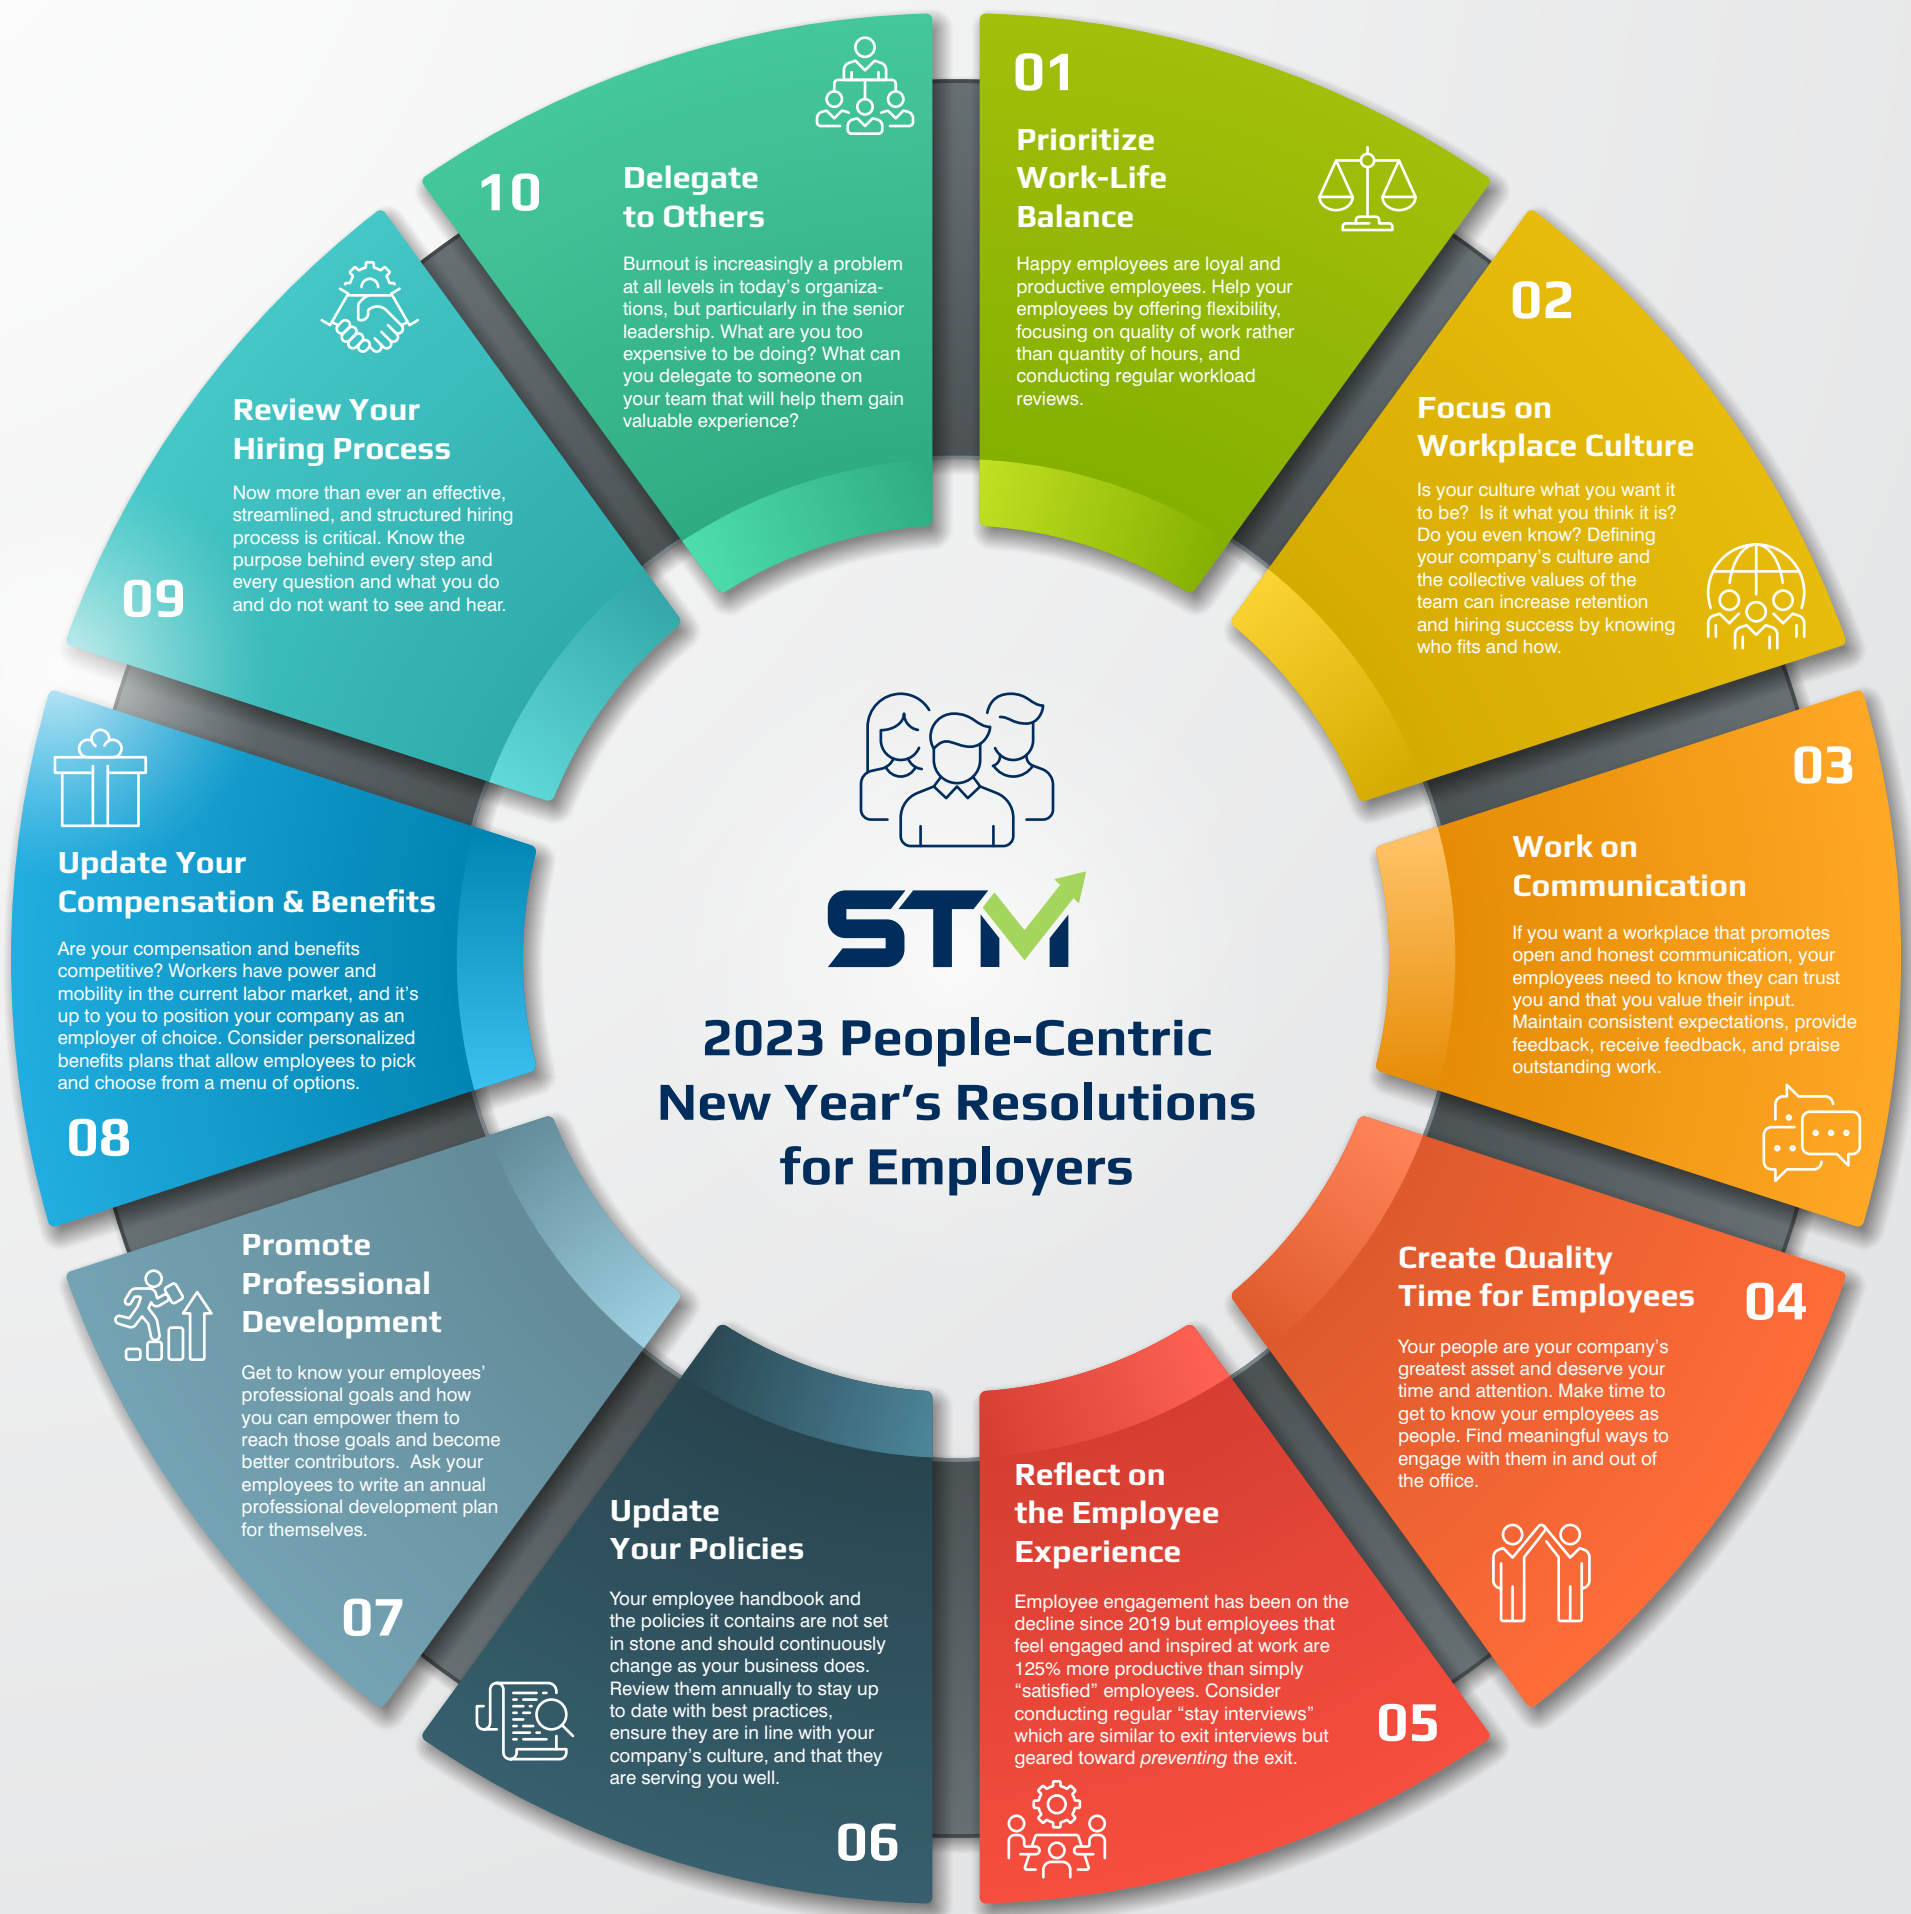 STM
2023 People-Centric
New Year's Resolutions
for Employers
01
Prioritize
Work-Life
Balance
Happy employees are loyal and
productive employees. Help your
employees by offering flexibility,
focusing on quality of work rather
than quantity of hours, and
conducting regular workload
reviews.
02
Focus on
Workplace Culture
Is your culture what you want it
to be?  Is it what you think it is?
Do you even know? Defining
your company's culture and
the collective values of the
team can increase retention
and hiring success by knowing
who fits and how.
03
Work on
Communication
If you want a workplace that promotes
open and honest communication, your
employees need to know they can trust
you and that you value their input.
Maintain consistent expectations, provide
feedback, receive feedback, and praise
outstanding work.
04
Create Quality
Time for Employees
Your people are your company's
greatest asset and deserve your
time and attention. Make time to
get to know your employees as
people. Find meaningful ways to
engage with them in and out of
the office.
05
Reflect on
the Employee
Experience
Employee engagement has been on the
decline since 2019 but employees that
feel engaged and inspired at work are
125% more productive than simply
“satisfied” employees. Consider
conducting regular “stay interviews”
which are similar to exit interviews but
geared toward preventing the exit.
06
Update
Your Policies
Your employee handbook and
the policies it contains are not set
in stone and should continuously
change as your business does.
Review them annually to stay up
to date with best practices,
ensure they are in line with your
company's culture, and that they
are serving you well.
07
Promote
Professional
Development
Get to know your employees'
professional goals and how
you can empower them to
reach those goals and become
better contributors.  Ask your
employees to write an annual
professional development plan
for themselves.
08
Update Your
Compensation & Benefits
Are your compensation and benefits
competitive? Workers have power and
mobility in the current labor market, and it's
up to you to position your company as an
employer of choice. Consider personalized
benefits plans that allow employees to pick
and choose from a menu of options.
09
Review Your
Hiring Process
Now more than ever an effective,
streamlined, and structured hiring
process is critical. Know the
purpose behind every step and
every question and what you do
and do not want to see and hear.
10
Delegate
to Others
Burnout is increasingly a problem
at all levels in today's organiza-
tions, but particularly in the senior
leadership. What are you too
expensive to be doing? What can
you delegate to someone on
your team that will help them gain
valuable experience?